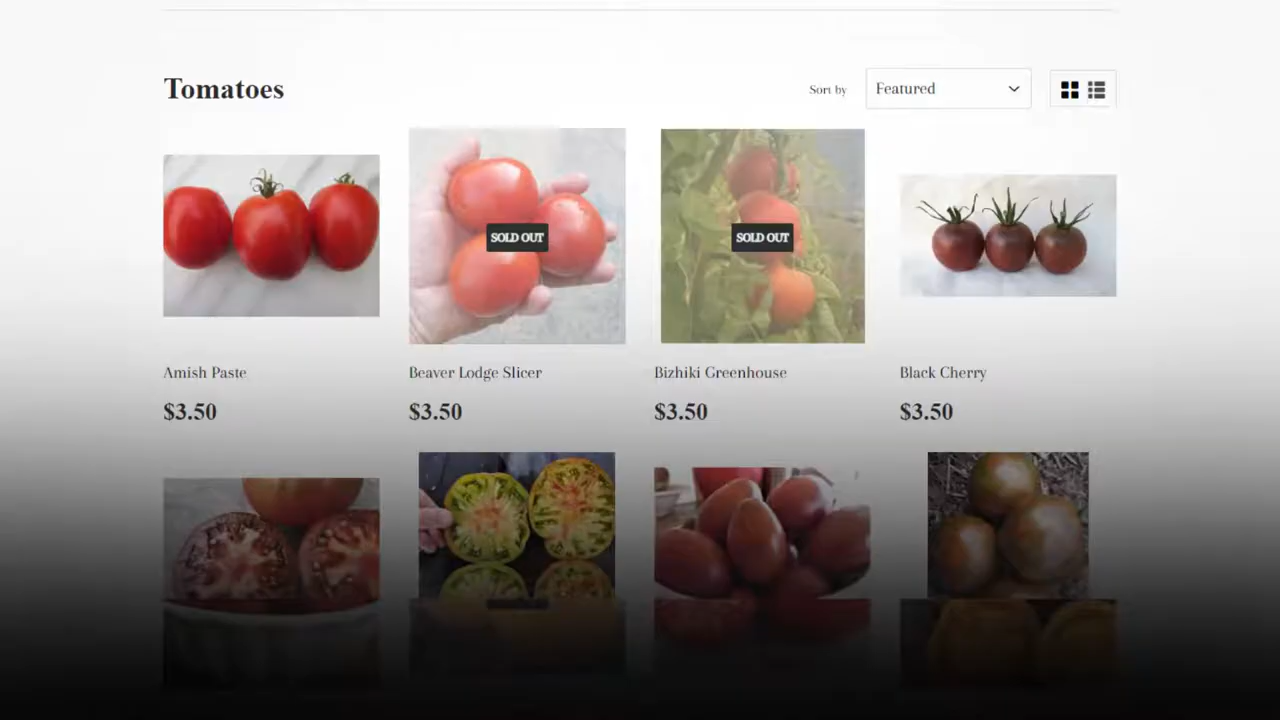 Tomatoes
Sort by
Featured
SOLD OUT
SOLD OUT
Amish Paste
Beaver Lodge Slicer
Bizhiki Greenhouse
Black Cherry
$3.50
$3.50
$3.50
$3.50